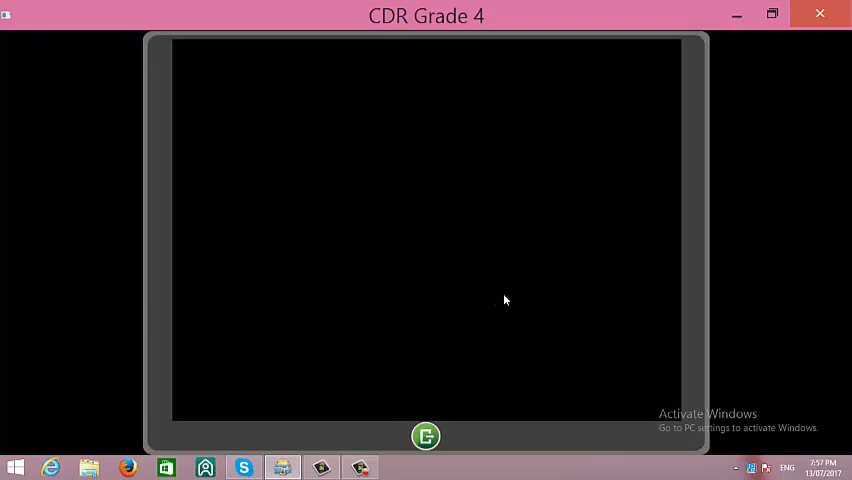 CDR Grade 4
Activate Windows
Go to PC settings to activate Windows.
ENG
7:57 PM
13/07/2017